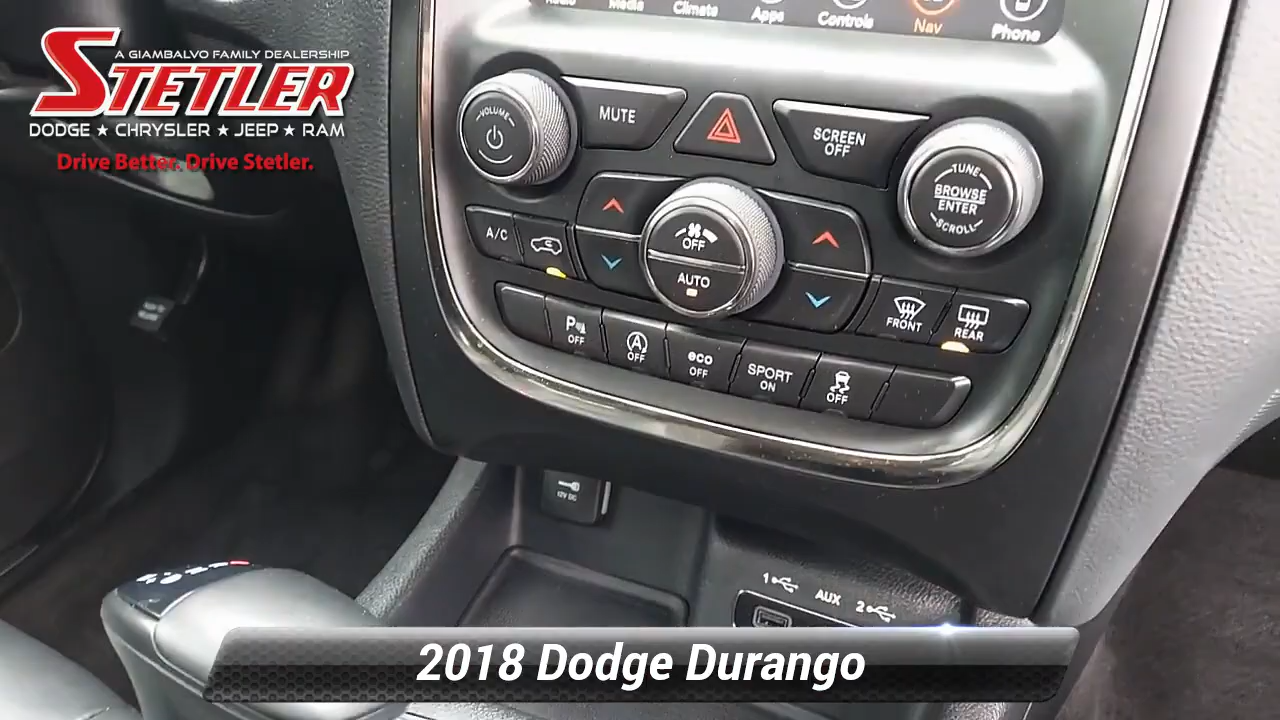 Radio Media Climate Apps Controls Nav Phone
A GIAMBALVO FAMILY DEALERSHIP
STETLER
DODGE ★ CHRYSLER ★ JEEP ★ RAM
Drive Better. Drive Stetler.
VOLUME
MUTE
SCREEN
OFF
TUNE
BROWSE
ENTER
SCROLL
A/C
OFF
AUTO
FRONT
REAR
P
OFF
A
OFF
eco
OFF
SPORT
ON
OFF
12V DC
1 AUX 2
2018 Dodge Durango